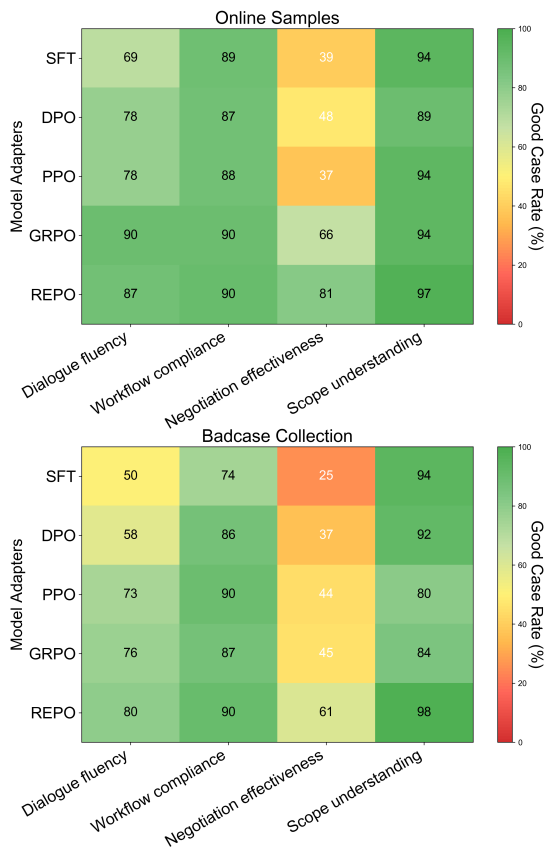 Online Samples
SFT 69 89 39 94 100
DPO 78 87 48 89 80
PPO 78 88 37 94 60
GRPO 90 90 66 94 40
REPO 87 90 81 97 20
0
Model Adapters
Good Case Rate (%)
Dialogue fluency
Workflow compliance
Negotiation effectiveness
Scope understanding
Badcase Collection
SFT 50 74 25 94 100
DPO 58 86 37 92 80
PPO 73 90 44 80 60
GRPO 76 87 45 84 40
REPO 80 90 61 98 20
0
Model Adapters
Good Case Rate (%)
Dialogue fluency
Workflow compliance
Negotiation effectiveness
Scope understanding